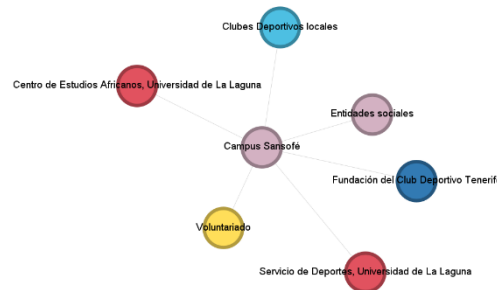 Clubes Deportivos locales
Centro de Estudios Africanos, Universidad de La Laguna
Entidades sociales
Campus Sansofé
Fundación del Club Deportivo Tenerife
Voluntariado
Servicio de Deportes, Universidad de La Laguna